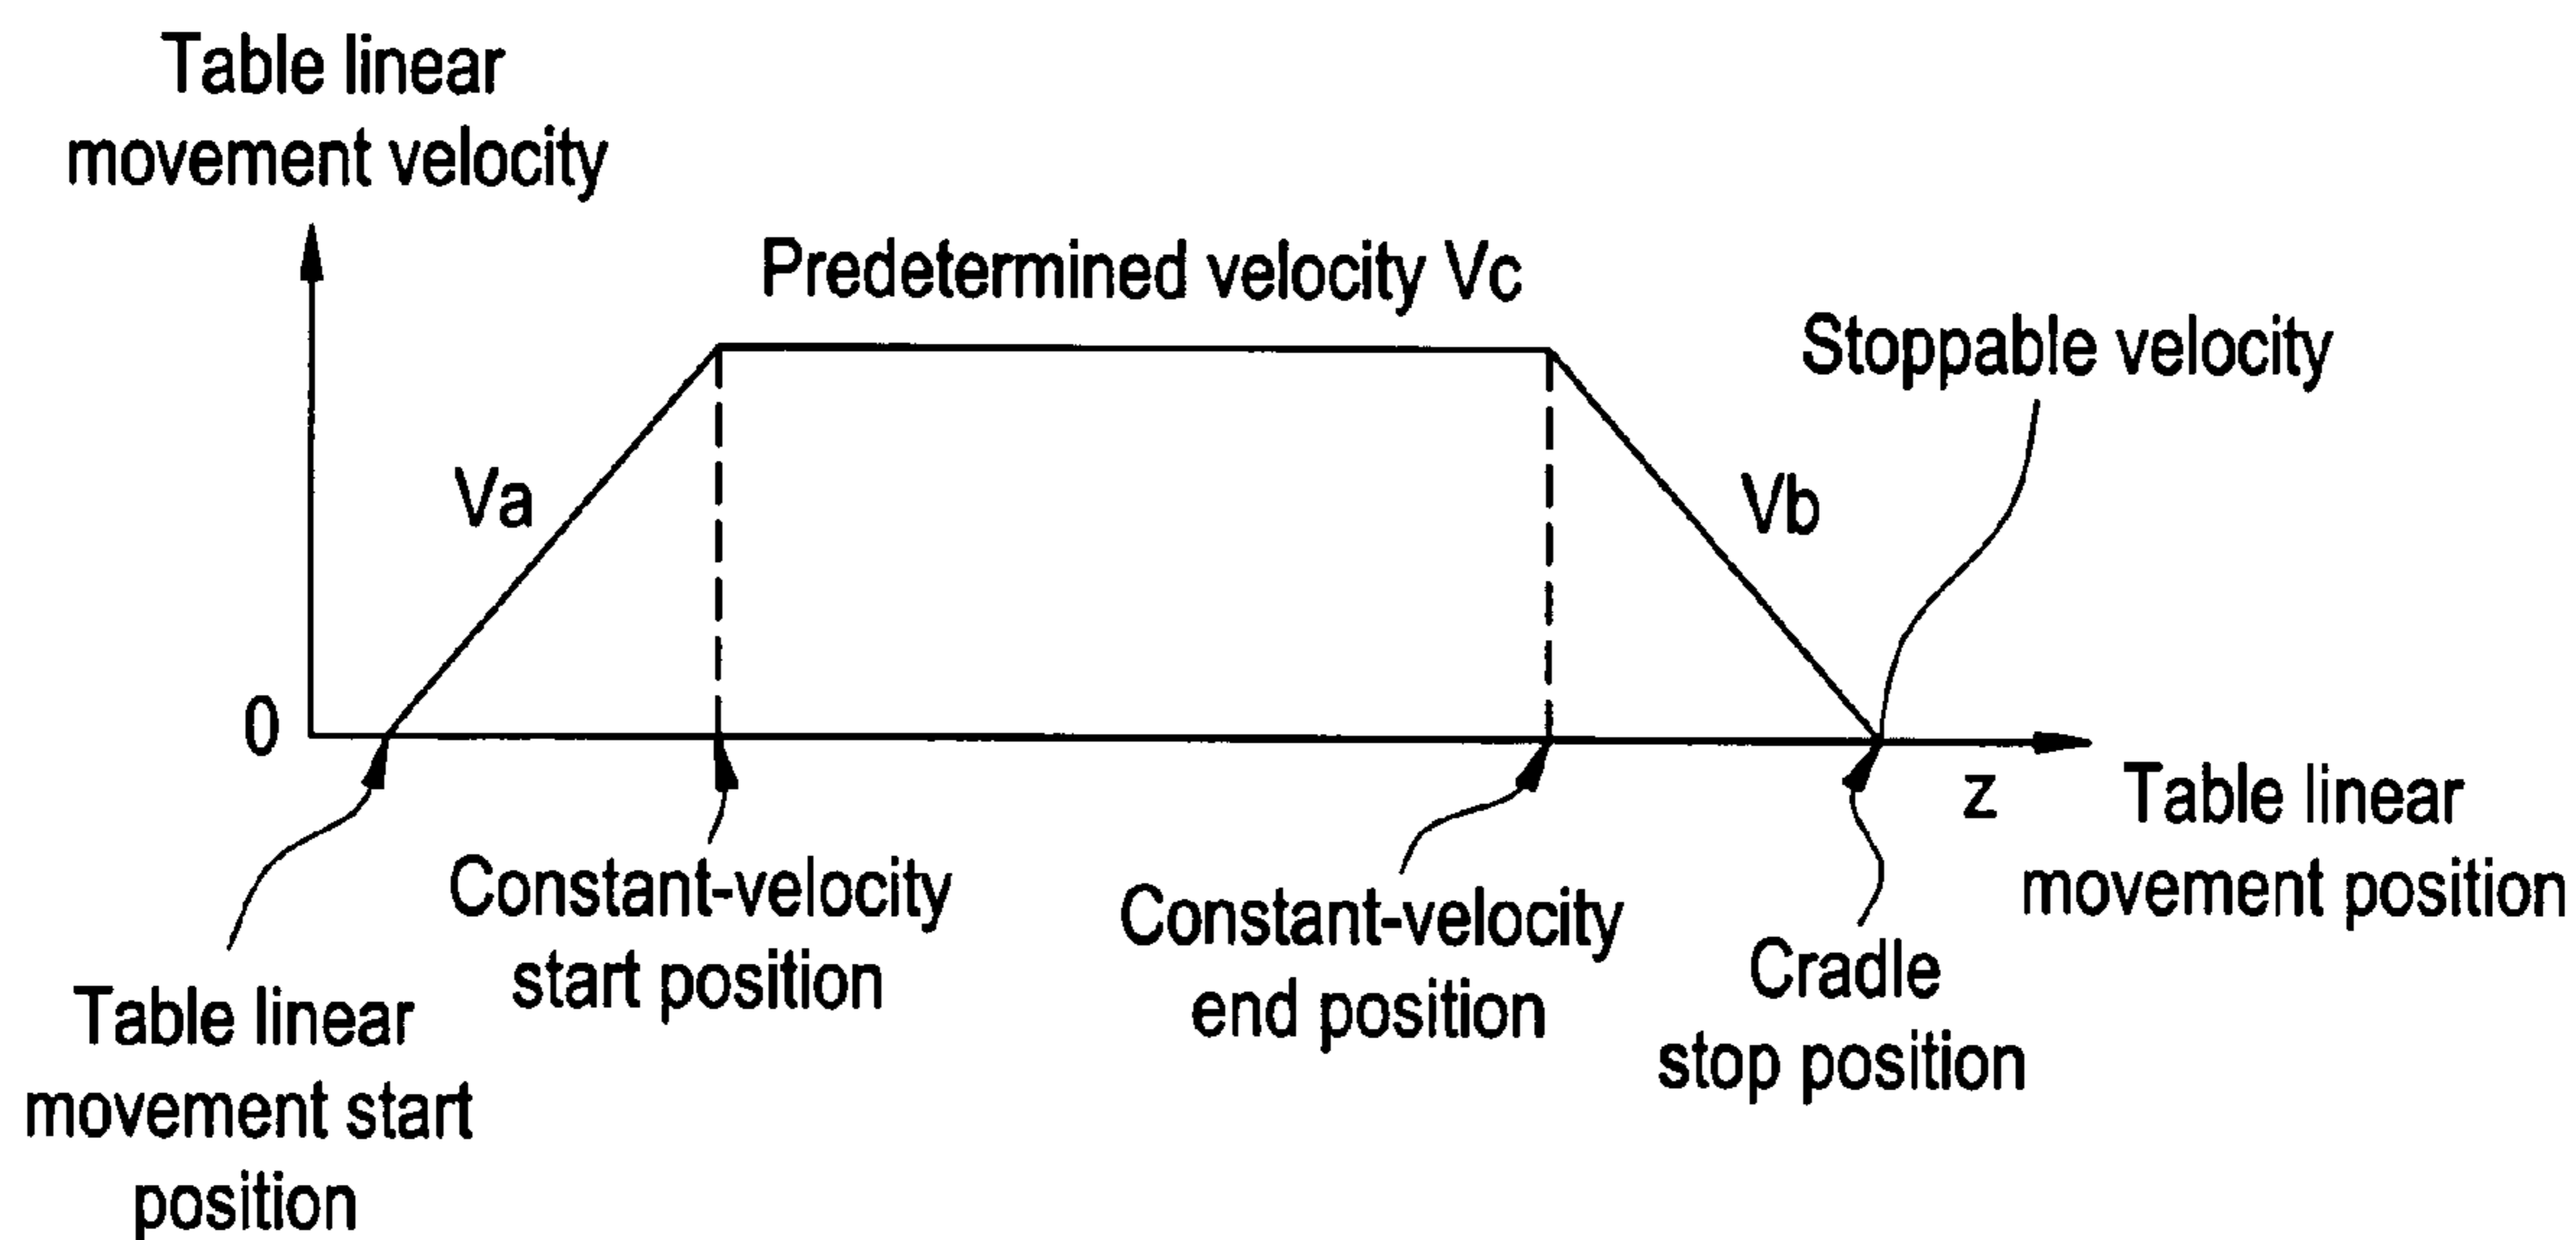 Table linear
movement velocity
Predetermined velocity Vc
Stoppable velocity
Va
Vb
0
z
Table linear
movement position
Constant-velocity
start position
Constant-velocity
end position
Cradle
stop position
Table linear
movement start
position